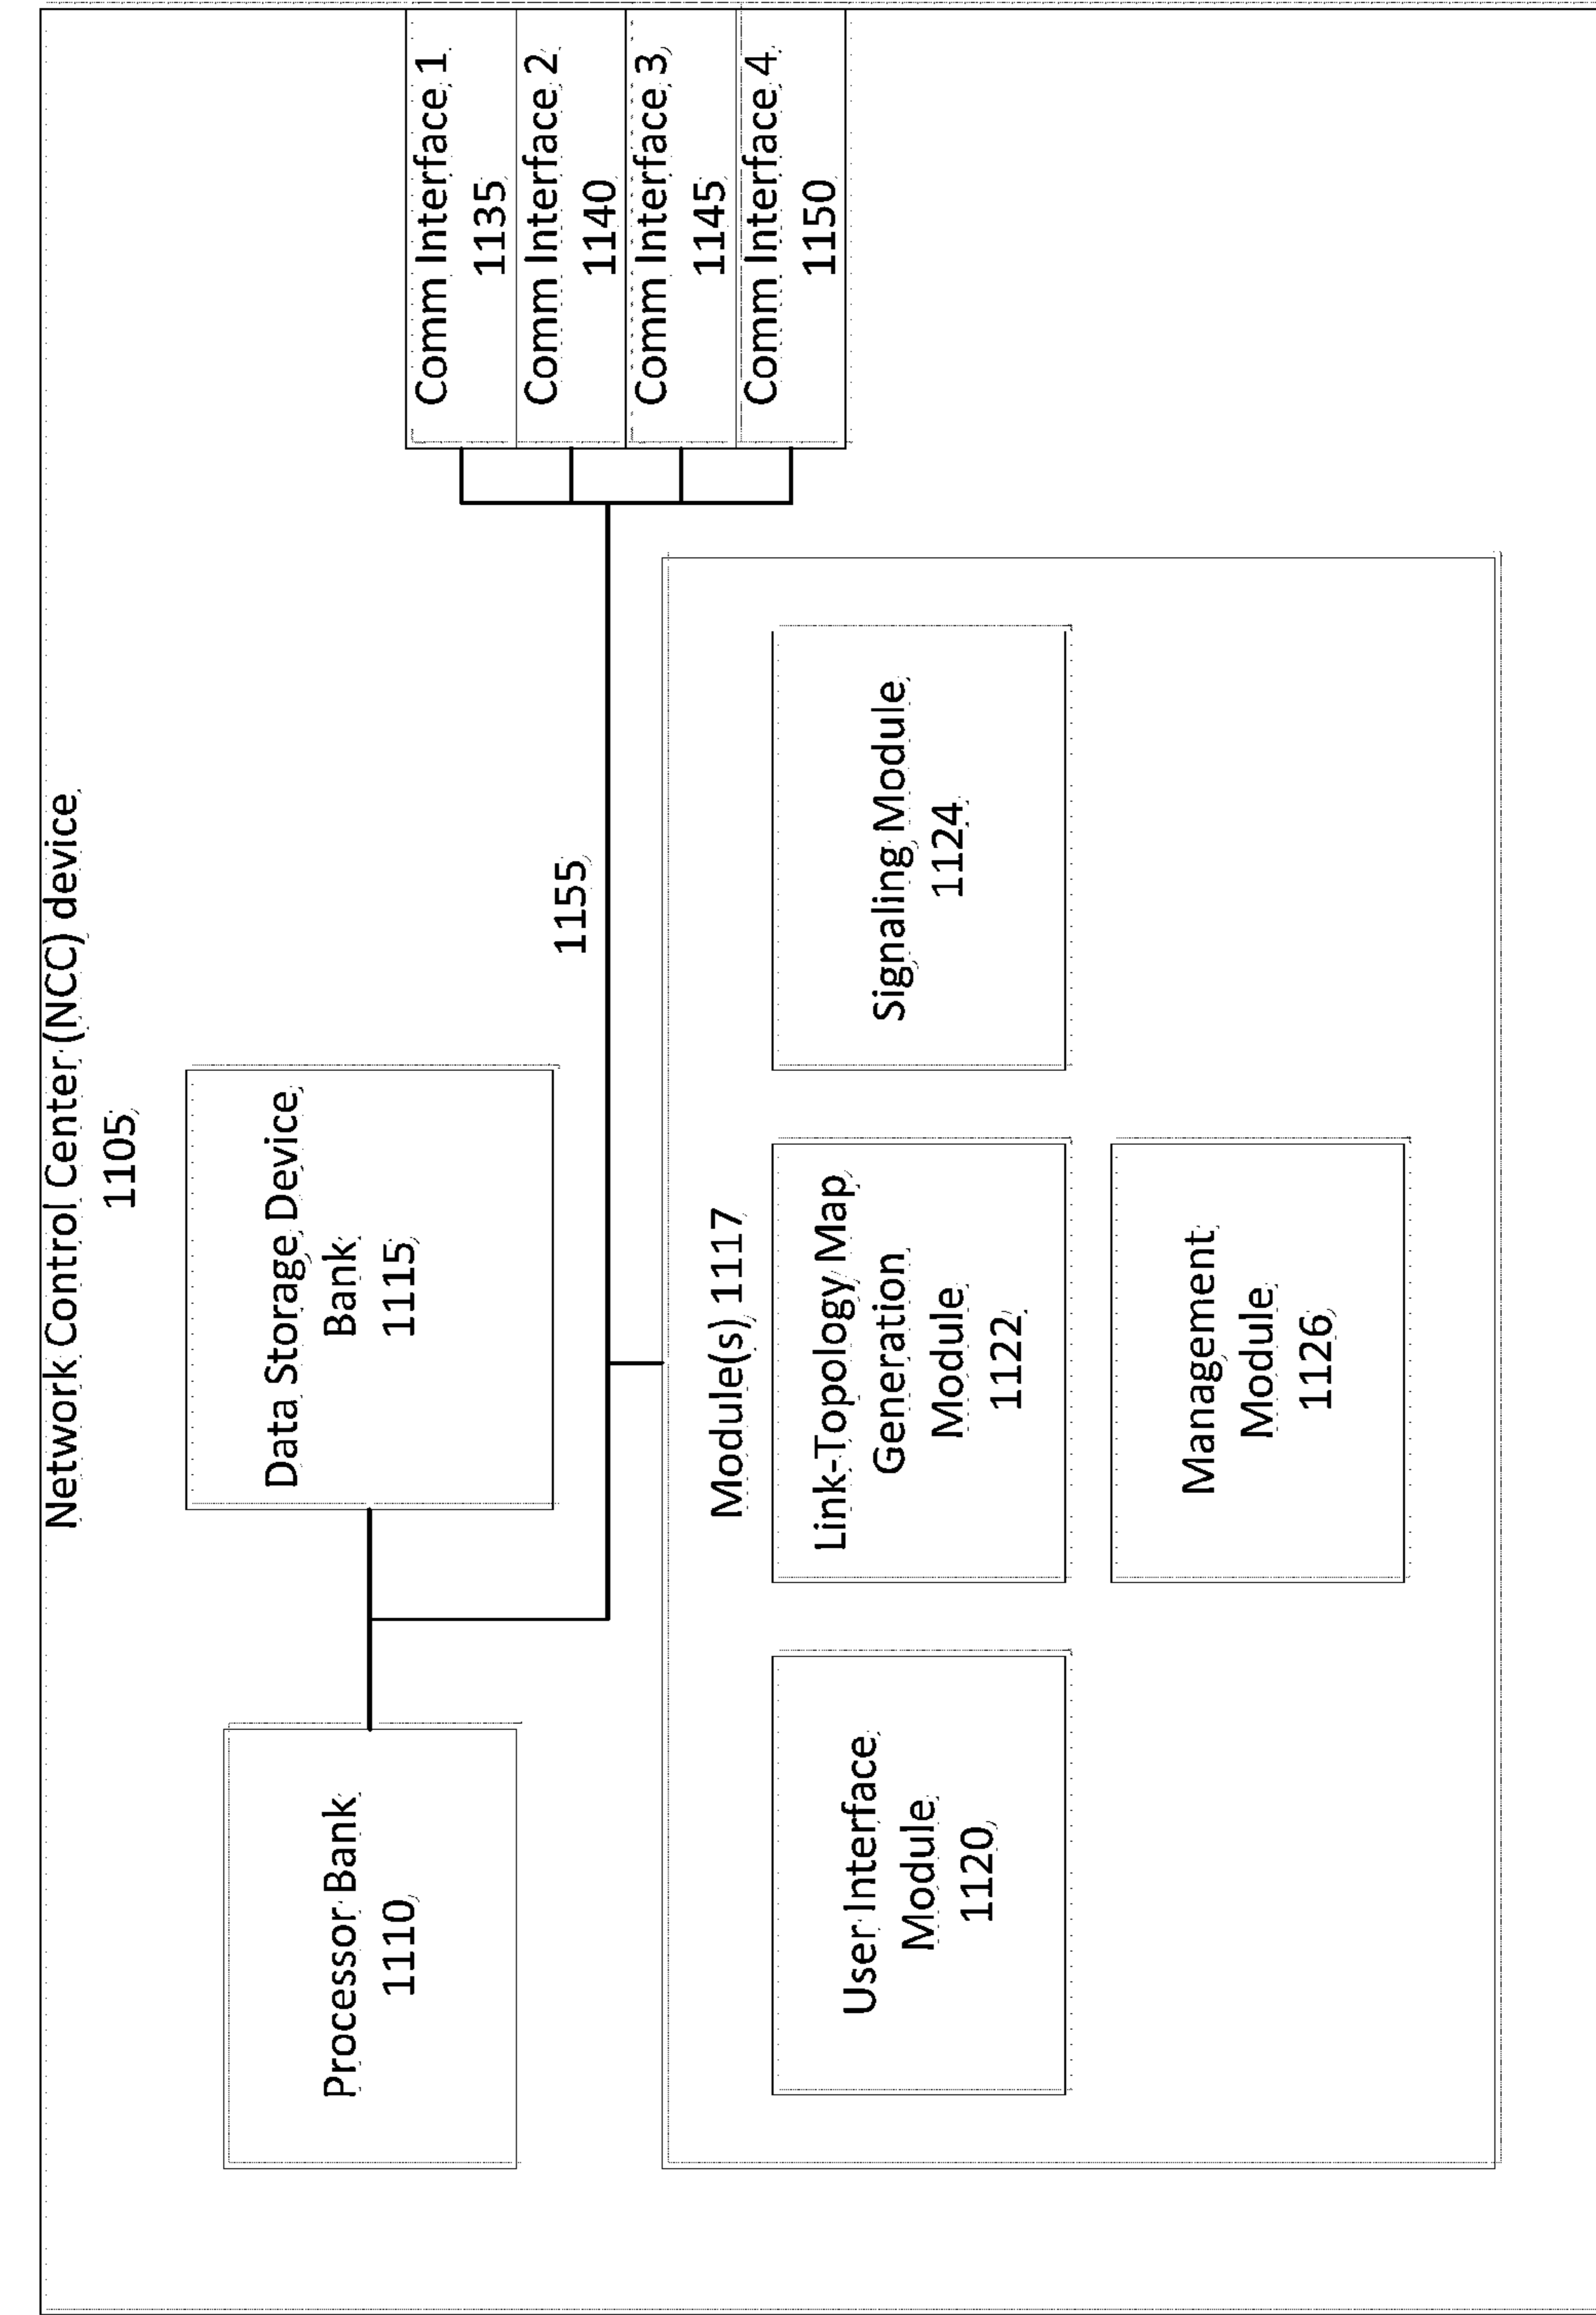 Network Control Center (NCC) device
1105
Data Storage Device
Bank
1115
Processor Bank
1110
1155
Comm Interface 1
1135
Comm Interface 2
1140
Comm Interface 3
1145
Comm Interface 4
1150
Module(s) 1117
User Interface
Module
1120
Link-Topology Map
Generation
Module
1122
Signaling Module
1124
Management
Module
1126